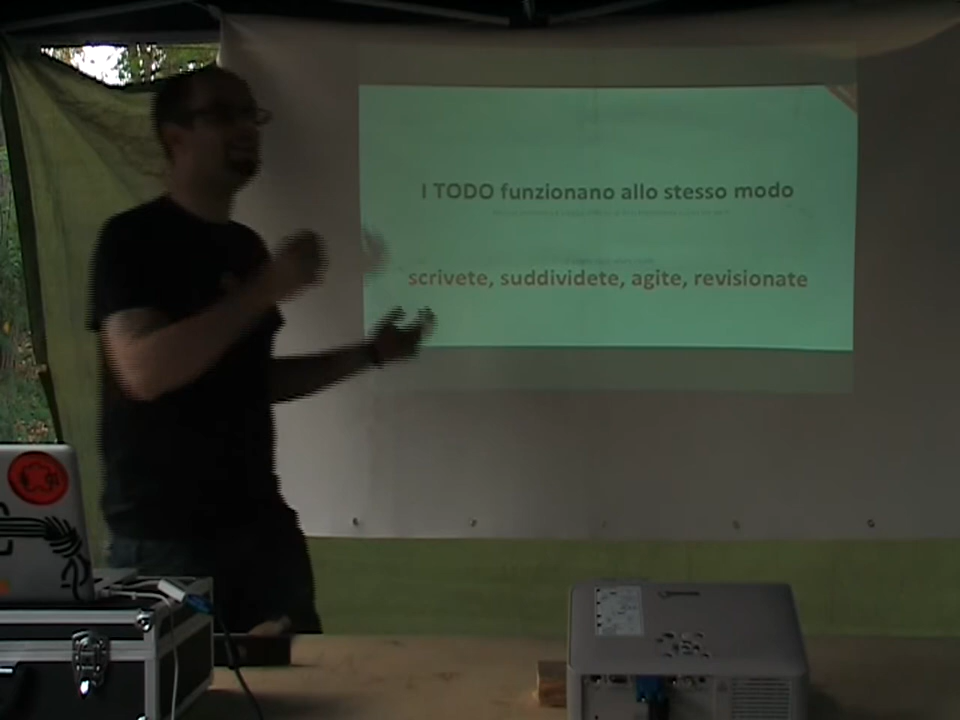 I TODO funzionano allo stesso modo
scrivete, suddividete, agite, revisionate